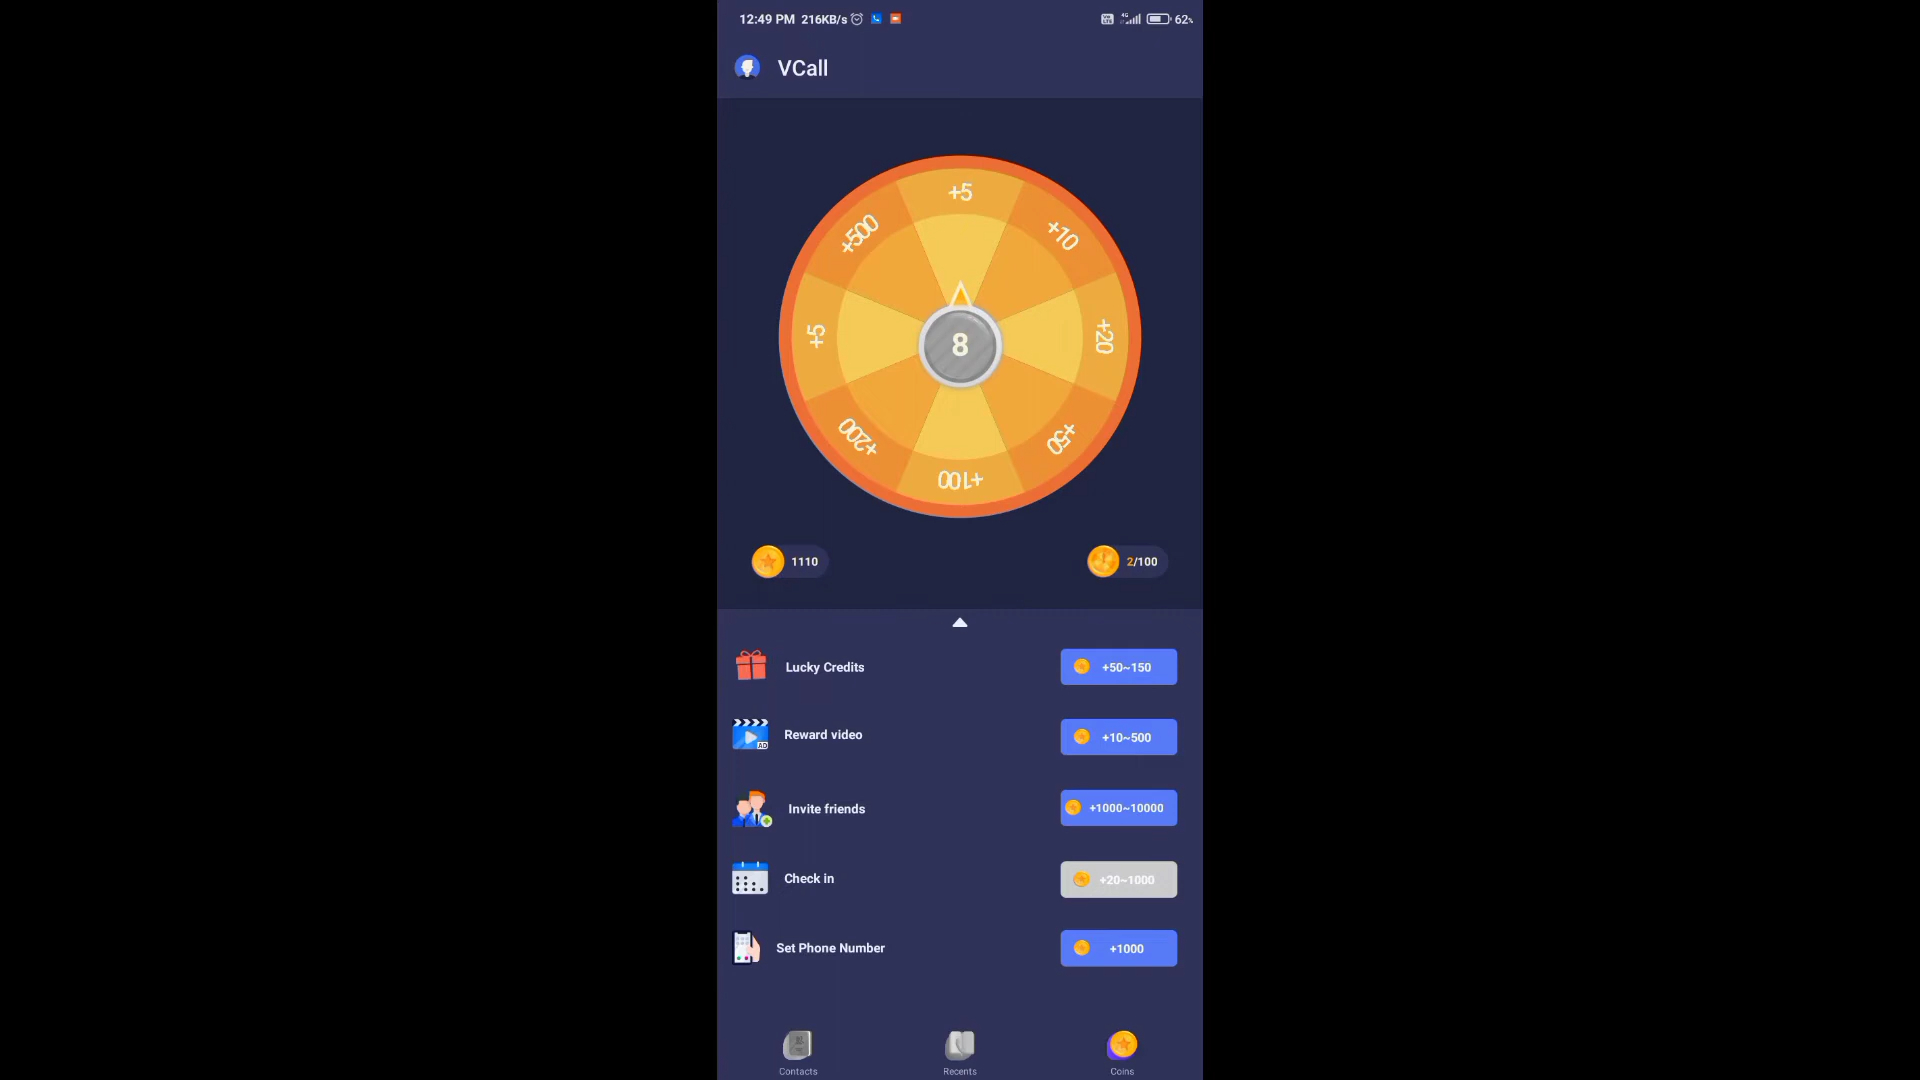 12:49 PM 216KB/s 4G 62%
VCall
+5
+500
+10
+5
+20
8
+200
+50
+100
1110
2/100
Lucky Credits +50~150
AD Reward video +10~500
Invite friends +1000~10000
Check in +20~1000
Set Phone Number +1000
Contacts Recents Coins